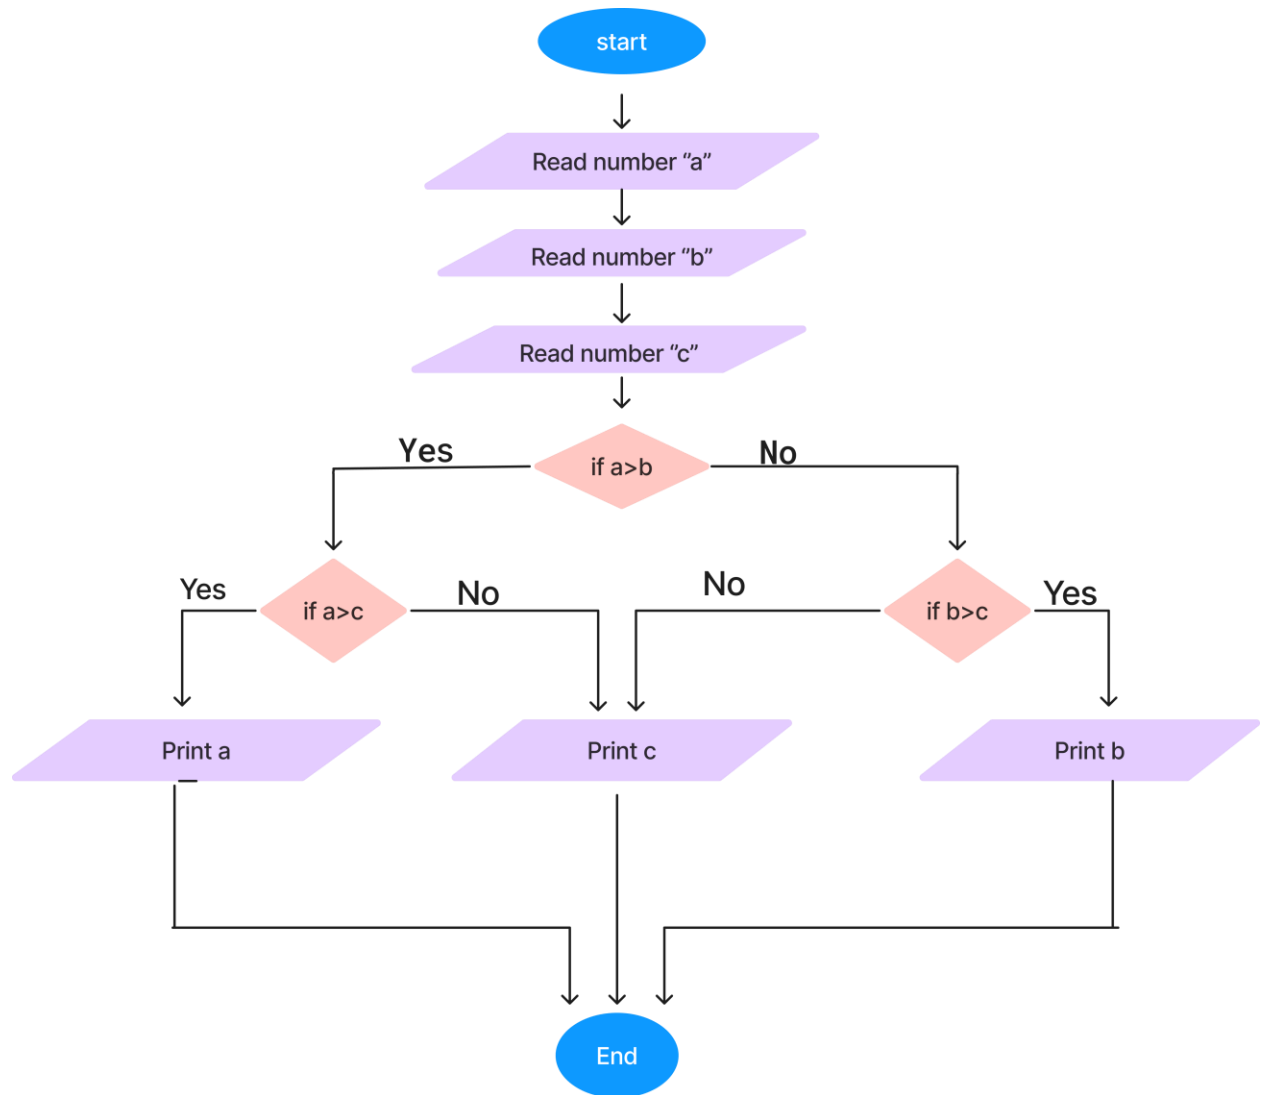 start
Read number “a”
Read number “b”
Read number “c”
Yes
if a>b
No
Yes
if a>c
No
No
if b>c
Yes
Print a
Print c
Print b
End